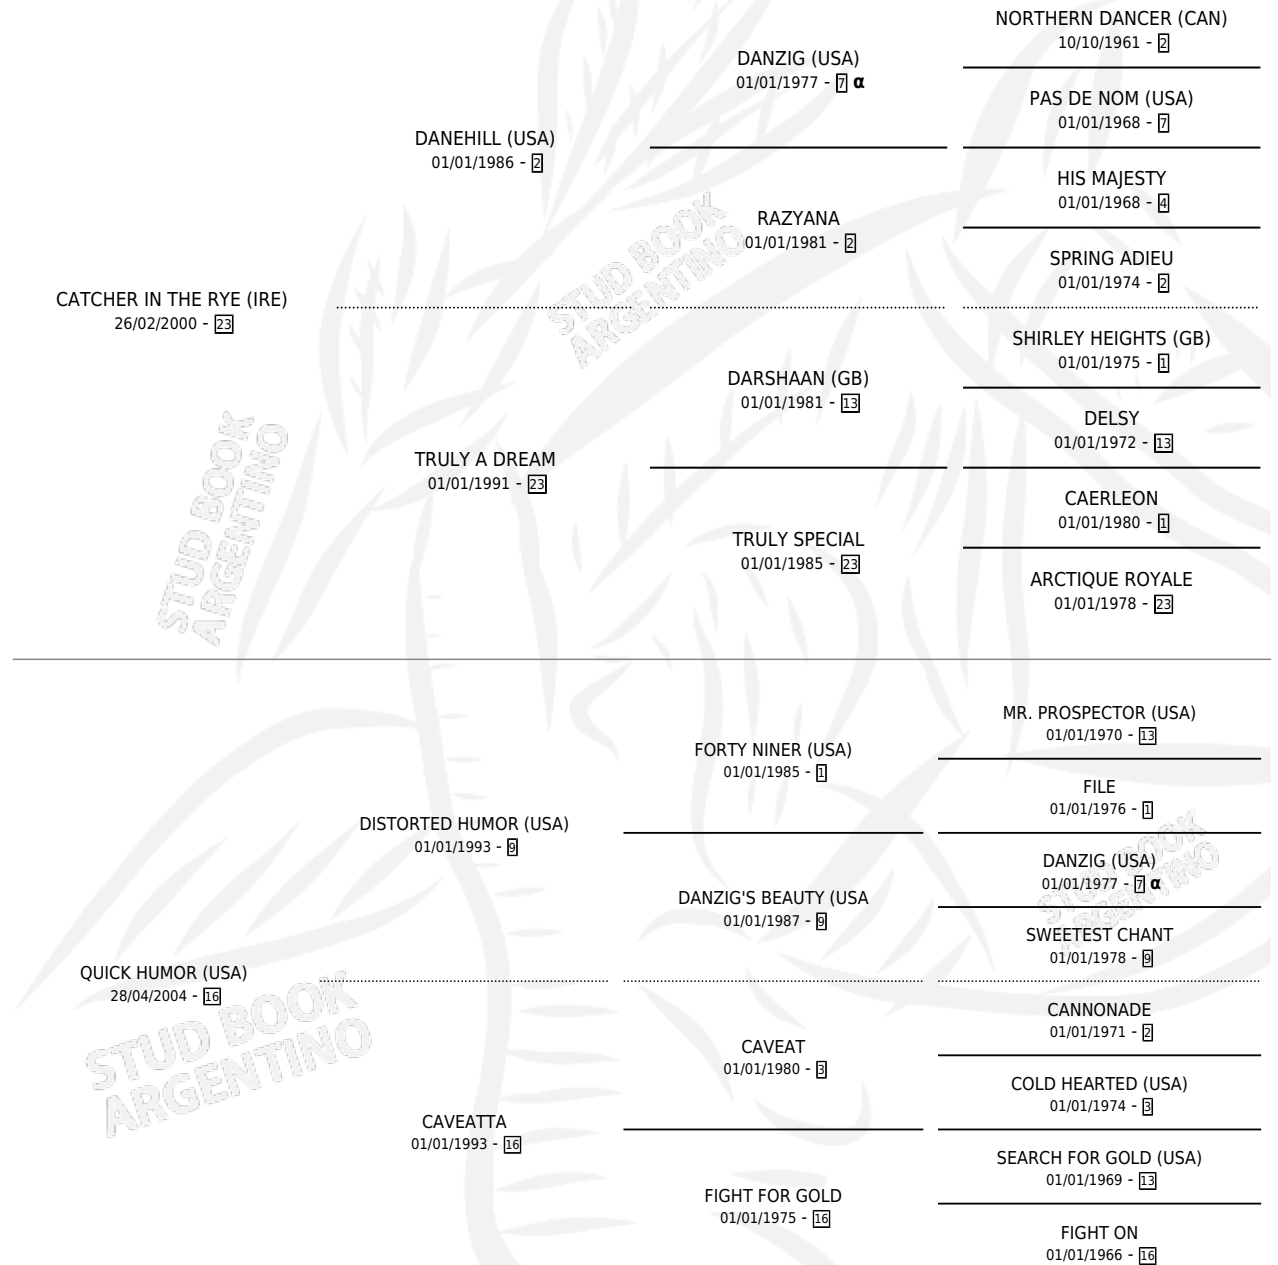 NORTHERN DANCER (CAN)
10/10/1961 - 2
DANZIG (USA)
01/01/1977 - 7 α
PAS DE NOM (USA)
01/01/1968 - 7
DANEHILL (USA)
01/01/1986 - 2
HIS MAJESTY
01/01/1968 - 4
RAZYANA
01/01/1981 - 2
SPRING ADIEU
01/01/1974 - 2
STUD BOOK
ARGENTINO
CATCHER IN THE RYE (IRE)
26/02/2000 - 23
SHIRLEY HEIGHTS (GB)
01/01/1975 - 1
DARSHAAN (GB)
01/01/1981 - 13
DELSY
01/01/1972 - 13
TRULY A DREAM
01/01/1991 - 23
CAERLEON
01/01/1980 - 1
TRULY SPECIAL
01/01/1985 - 23
ARCTIQUE ROYALE
01/01/1978 - 23
STUD BOOK
ARGENTINO
MR. PROSPECTOR (USA)
01/01/1970 - 13
FORTY NINER (USA)
01/01/1985 - 1
FILE
01/01/1976 - 1
DISTORTED HUMOR (USA)
01/01/1993 - 9
DANZIG (USA)
01/01/1977 - 7 α
DANZIG'S BEAUTY (USA
01/01/1987 - 9
SWEETEST CHANT
01/01/1978 - 9
STUD BOOK
ARGENTINO
QUICK HUMOR (USA)
28/04/2004 - 16
CANNONADE
01/01/1971 - 2
CAVEAT
01/01/1980 - 3
COLD HEARTED (USA)
01/01/1974 - 3
CAVEATTA
01/01/1993 - 16
SEARCH FOR GOLD (USA)
01/01/1969 - 13
FIGHT FOR GOLD
01/01/1975 - 16
FIGHT ON
01/01/1966 - 16
STUD BOOK
ARGENTINO